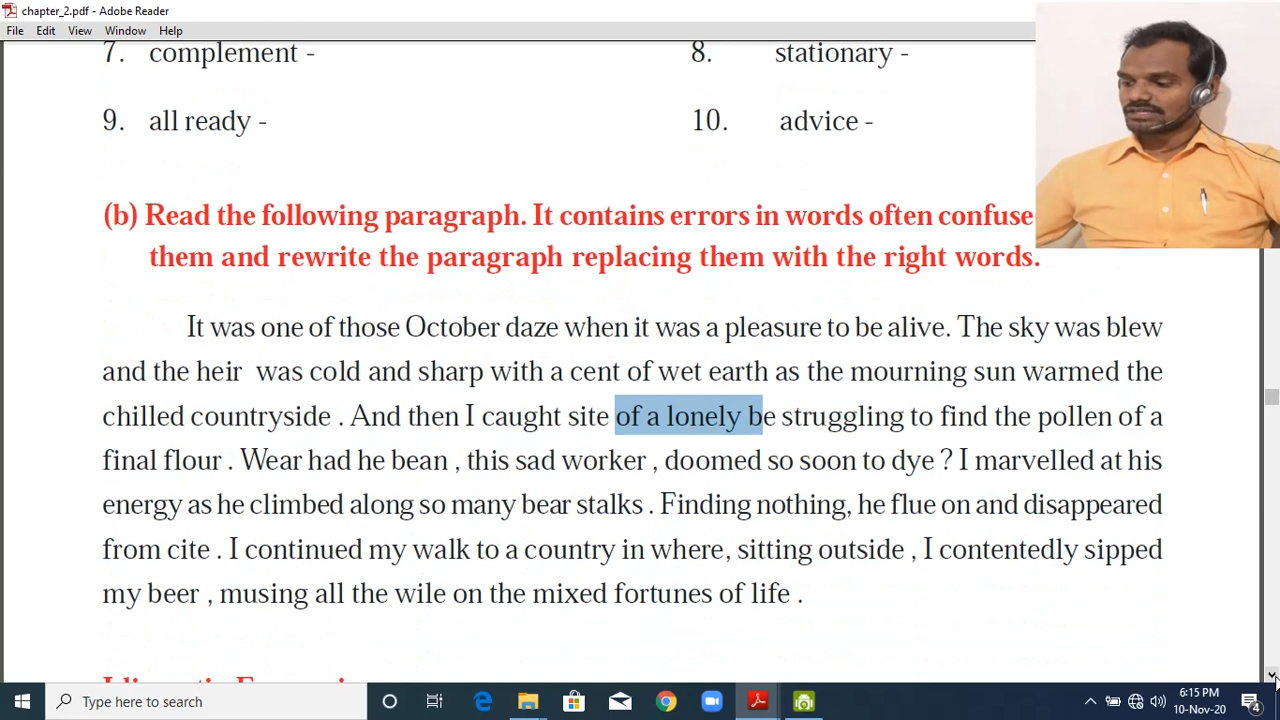 chapter_2.pdf - Adobe Reader
File Edit View Window Help
7. complement - 8. stationary -
9. all ready - 10. advice -
(b) Read the following paragraph. It contains errors in words often confuse
them and rewrite the paragraph replacing them with the right words.
It was one of those October daze when it was a pleasure to be alive. The sky was blew
and the heir was cold and sharp with a cent of wet earth as the mourning sun warmed the
chilled countryside . And then I caught site of a lonely be struggling to find the pollen of a
final flour . Wear had he bean , this sad worker , doomed so soon to dye ? I marvelled at his
energy as he climbed along so many bear stalks . Finding nothing, he flue on and disappeared
from cite . I continued my walk to a country in where, sitting outside , I contentedly sipped
my beer , musing all the wile on the mixed fortunes of life .
Type here to search
6:15 PM
10-Nov-20
4